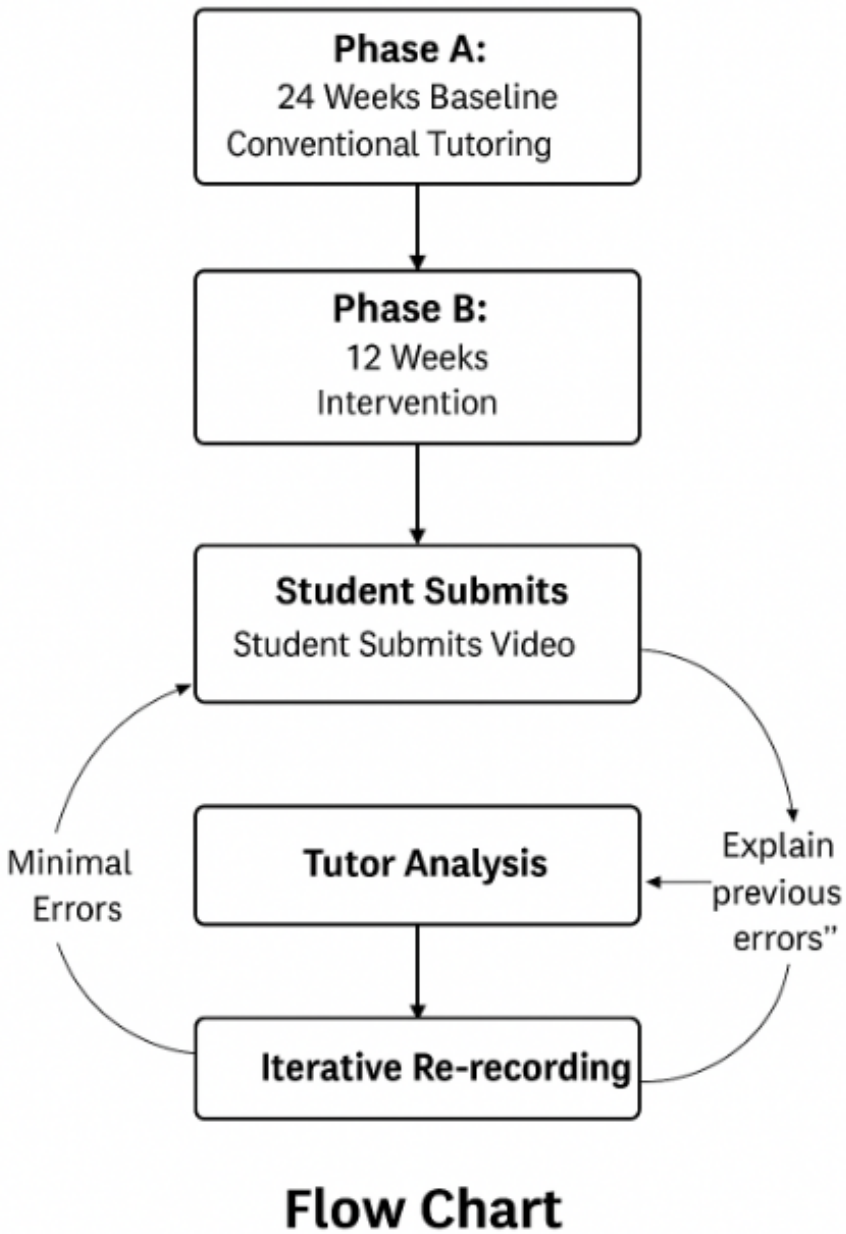 Phase A:
24 Weeks Baseline
Conventional Tutoring
Phase B:
12 Weeks
Intervention
Student Submits
Student Submits Video
Minimal
Errors
Tutor Analysis
Explain
previous
errors”
Iterative Re-recording
Flow Chart